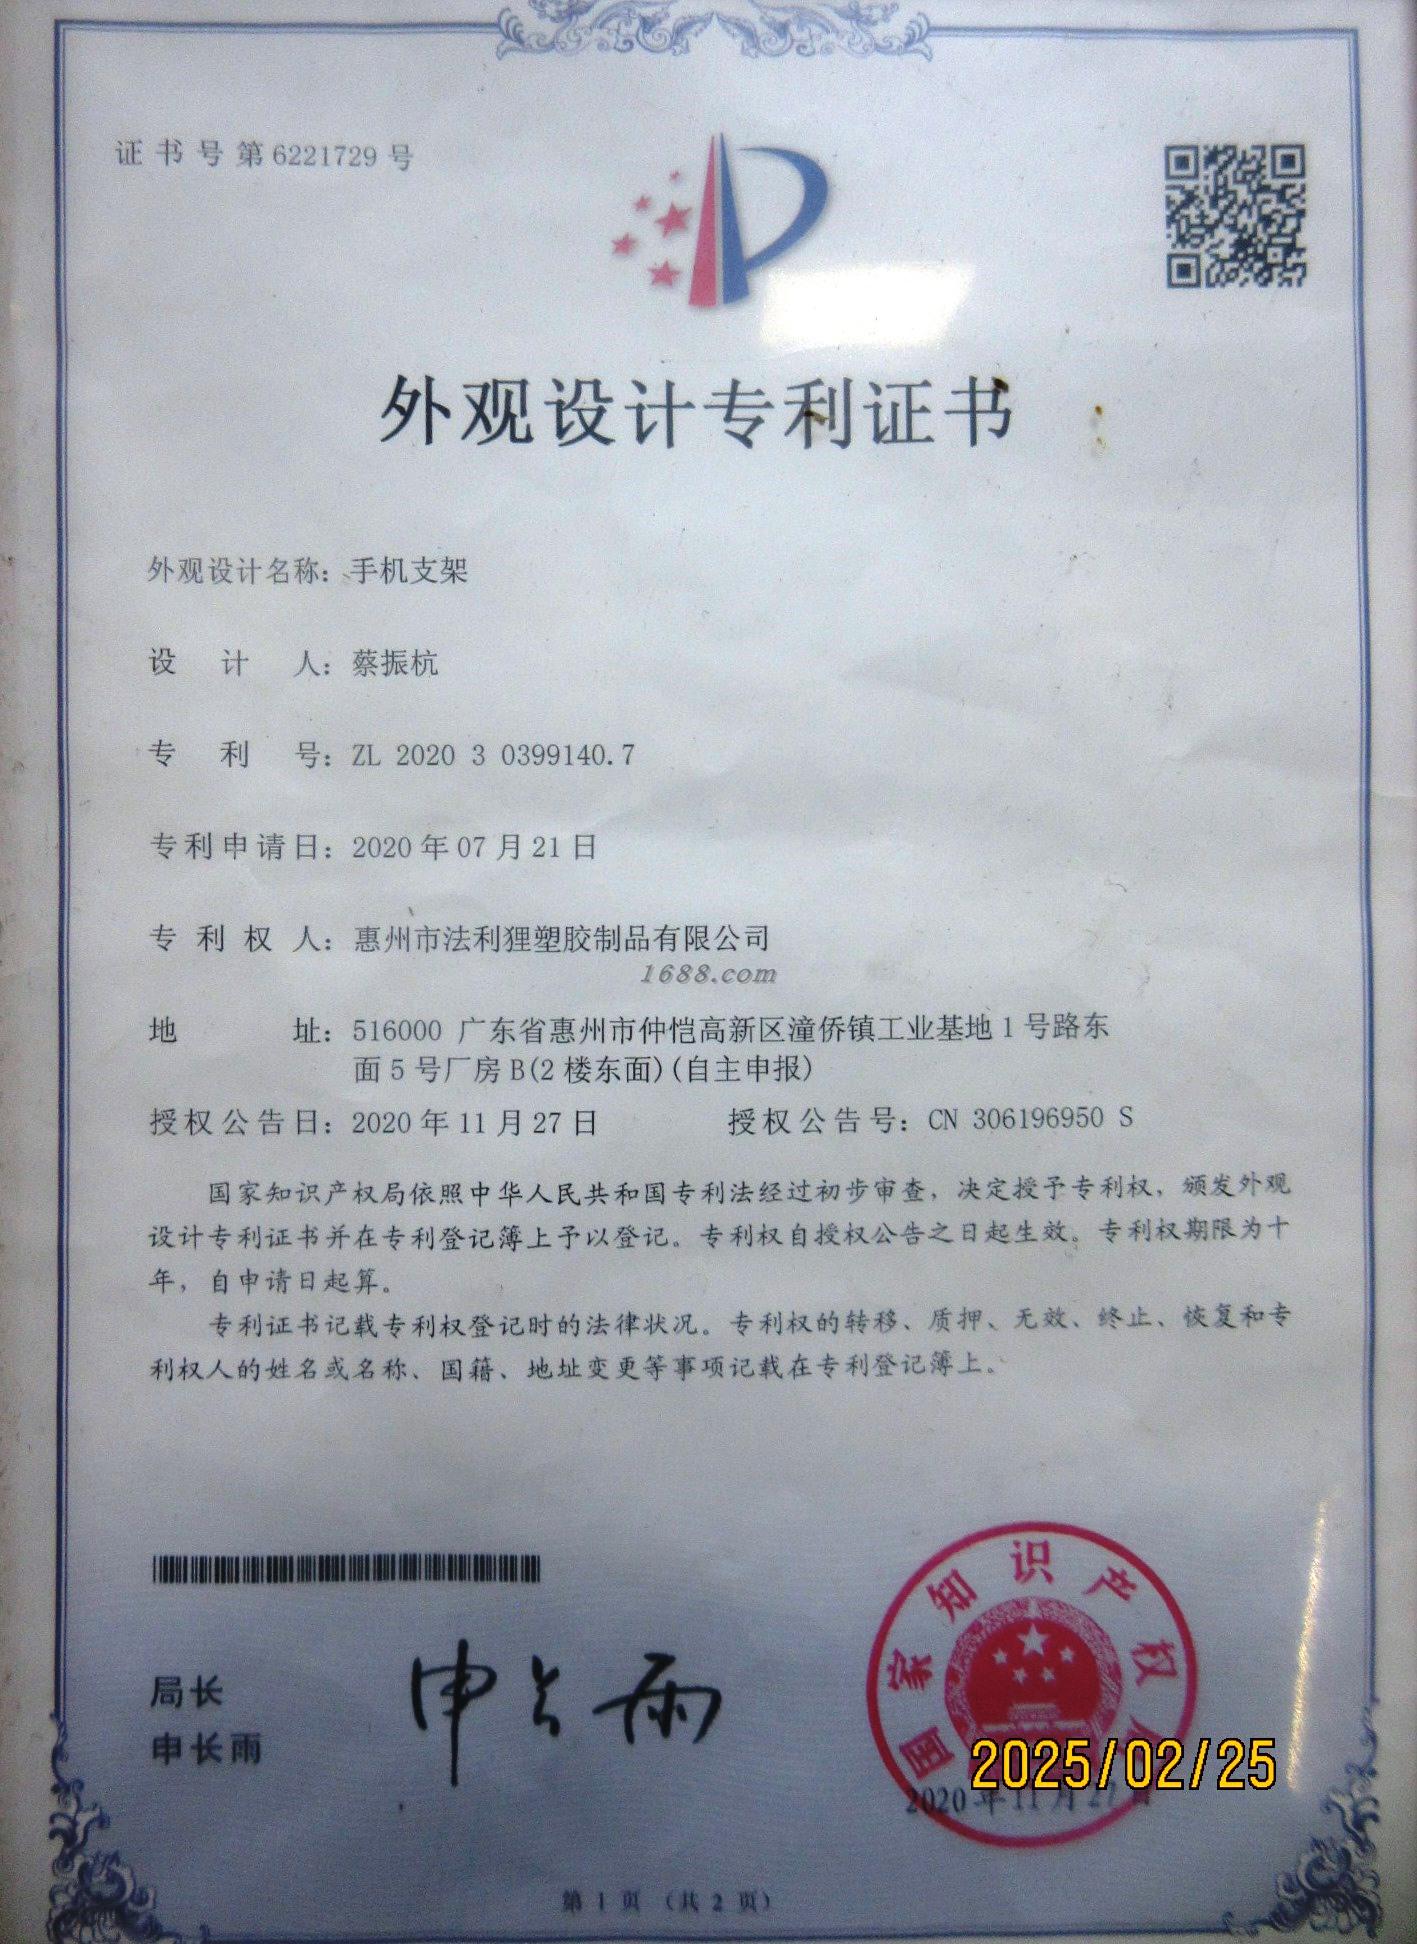 证书号第6221729号
外观设计专利证书
外观设计名称：手机支架
设计人：蔡振杭
专利号：ZL 2020 3 0399140.7
专利申请日：2020年07月21日
专利权人：惠州市法利狸塑胶制品有限公司
1688.com
地址：516000 广东省惠州市仲恺高新区潼侨镇工业基地1号路东
面5号厂房B(2楼东面)(自主申报)
授权公告日：2020年11月27日 授权公告号：CN 306196950 S
国家知识产权局依照中华人民共和国专利法经过初步审查，决定授予专利权，颁发外观
设计专利证书并在专利登记簿上予以登记。专利权自授权公告之日起生效。专利权期限为十
年，自申请日起算。
专利证书记载专利权登记时的法律状况。专利权的转移、质押、无效、终止、恢复和专
利权人的姓名或名称、国籍、地址变更等事项记载在专利登记簿上。
局长
申长雨
申长雨
国家知识产权局
2025/02/25
2020年11月27日
第1页（共2页）